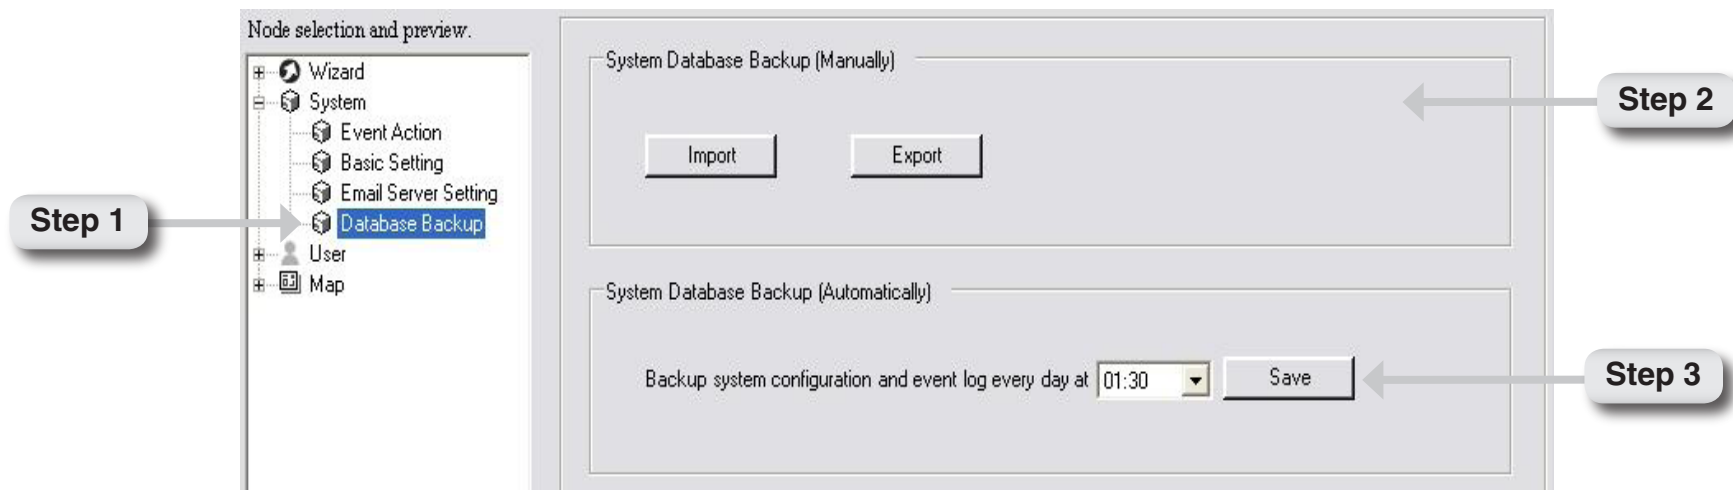 Node selection and preview.
Wizard
System
Event Action
Basic Setting
Email Server Setting
Database Backup
User
Map
Step 1
System Database Backup (Manually)
Import Export
Step 2
System Database Backup (Automatically)
Backup system configuration and event log every day at 01:30 Save
Step 3